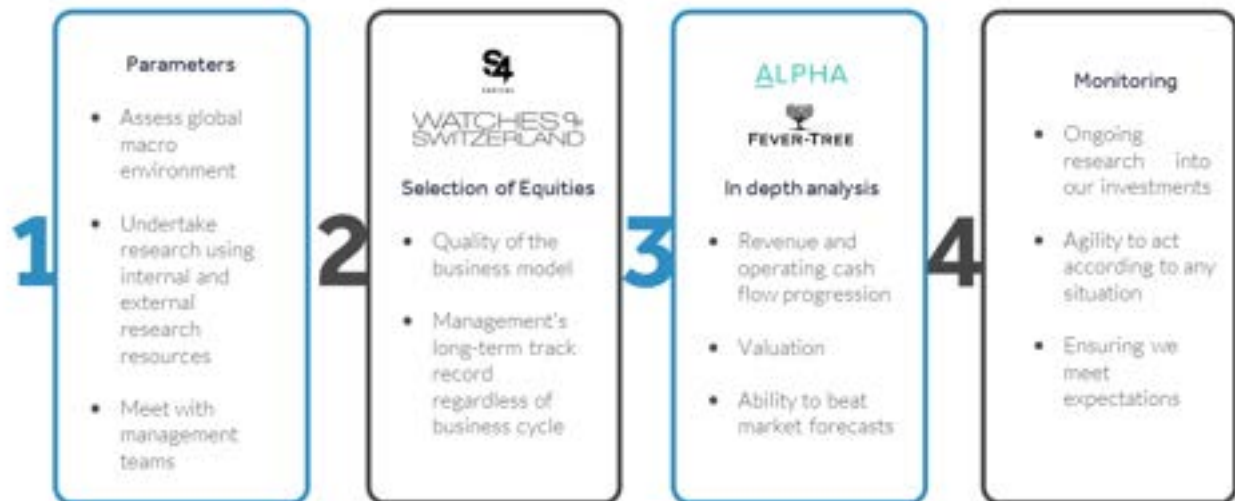 1
Parameters
• Assess global
macro
environment
• Undertake
research using
internal and
external
research
resources
• Meet with
management
teams
2
S4
CAPITAL
WATCHES OF
SWITZERLAND
Selection of Equities
• Quality of the
business model
• Management's
long-term track
record
regardless of
business cycle
3
ALPHA
FEVER-TREE
In depth analysis
• Revenue and
operating cash
flow progression
• Valuation
• Ability to beat
market forecasts
4
Monitoring
• Ongoing
research into
our investments
• Agility to act
according to any
situation
• Ensuring we
meet
expectations